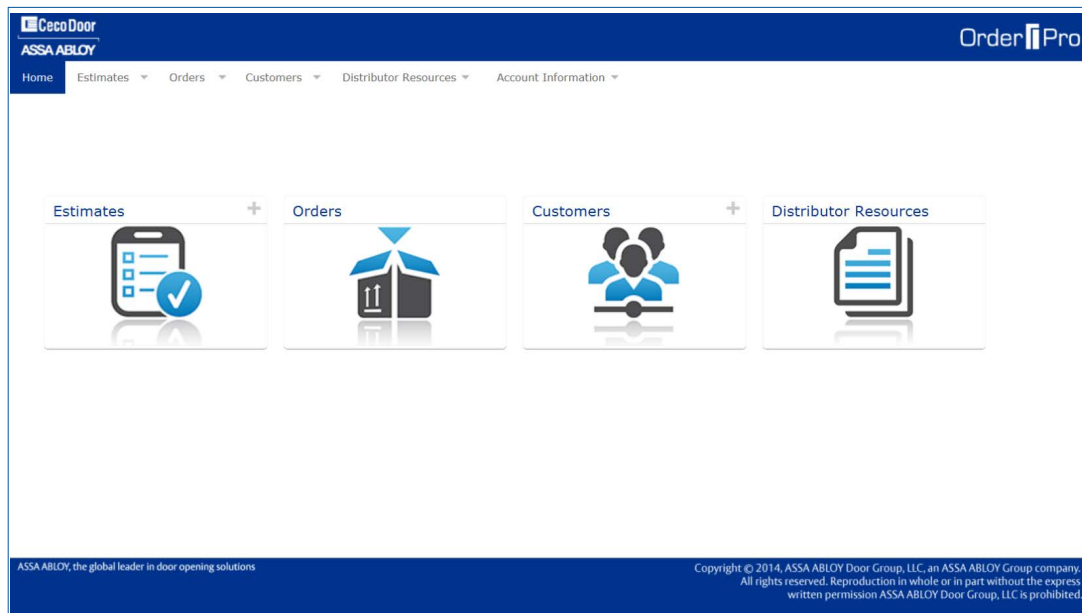 Ceco Door
ASSA ABLOY
Order Pro
Home Estimates Orders Customers Distributor Resources Account Information
Estimates Orders Customers Distributor Resources
ASSA ABLOY, the global leader in door opening solutions
Copyright © 2014, ASSA ABLOY Door Group, LLC, an ASSA ABLOY Group company.
All rights reserved. Reproduction in whole or in part without the express
written permission ASSA ABLOY Door Group, LLC is prohibited.